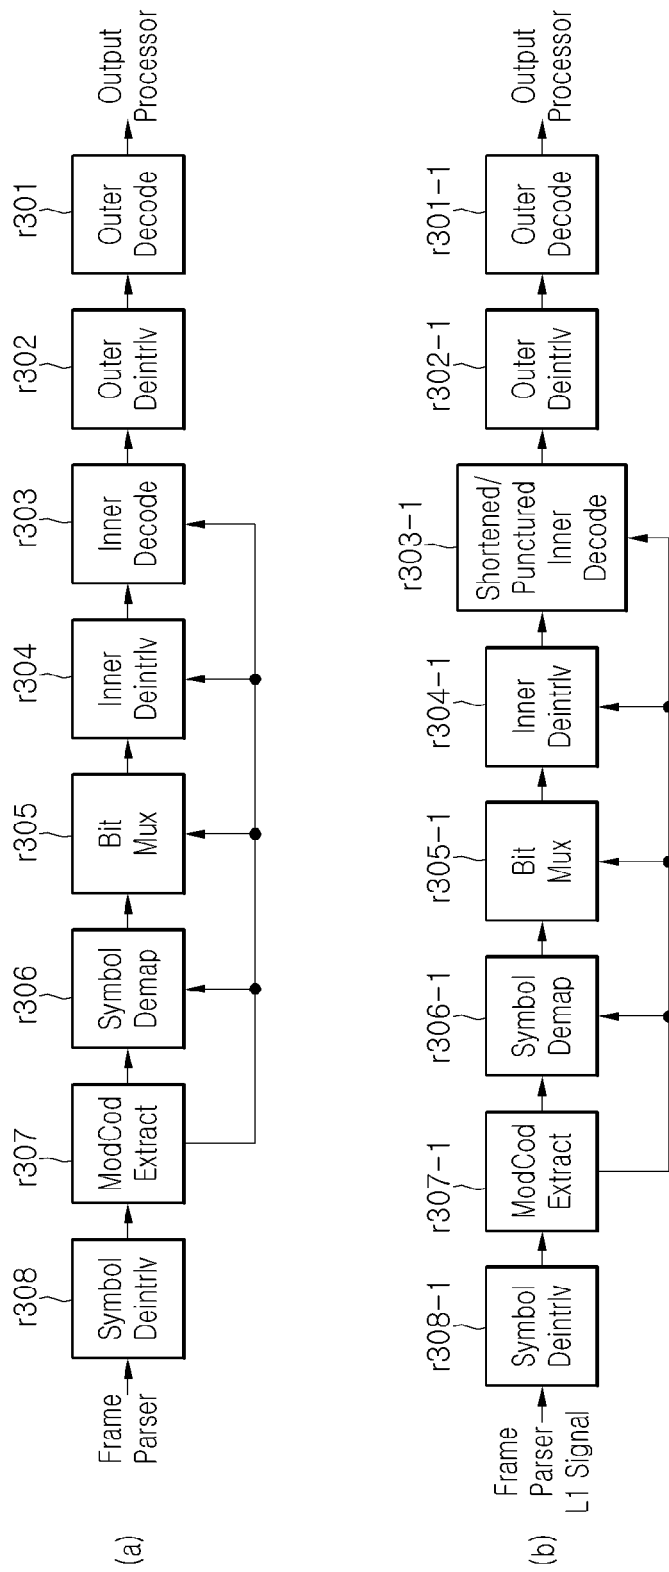 (a)
Frame
Parser
r308
Symbol
Deintrlv
r307
ModCod
Extract
r306
Symbol
Demap
r305
Bit
Mux
r304
Inner
Deintrlv
r303
Inner
Decode
r302
Outer
Deintrlv
r301
Outer
Decode
Output
Processor
(b)
Frame
Parser
L1 Signal
r308-1
Symbol
Deintrlv
r307-1
ModCod
Extract
r306-1
Symbol
Demap
r305-1
Bit
Mux
r304-1
Inner
Deintrlv
r303-1
Shortened/
Punctured
Inner
Decode
r302-1
Outer
Deintrlv
r301-1
Outer
Decode
Output
Processor